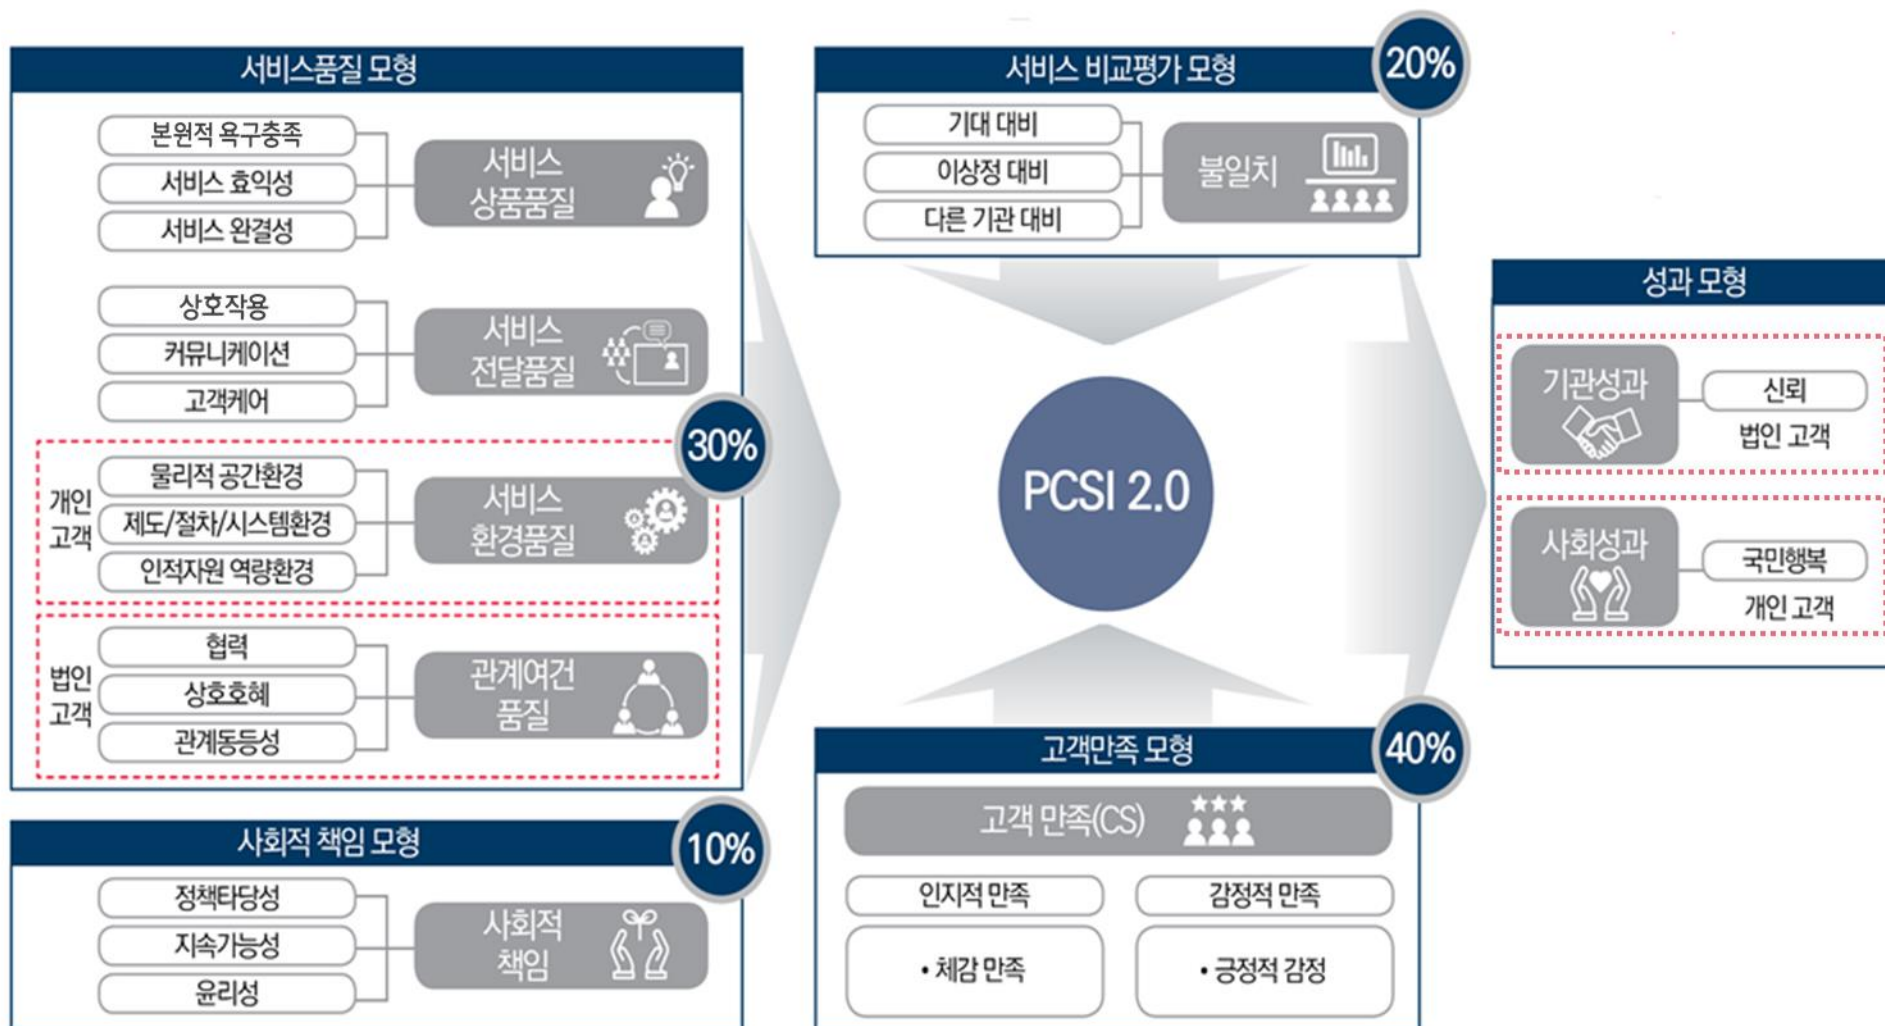 서비스품질 모형
본원적 욕구충족
서비스 효익성
서비스 완결성
서비스
상품품질
상호작용
커뮤니케이션
고객케어
서비스
전달품질
30%
개인
고객
물리적 공간환경
제도/절차/시스템환경
인적자원 역량환경
서비스
환경품질
법인
고객
협력
상호호혜
관계동등성
관계여건
품질
사회적 책임 모형
10%
정책타당성
지속가능성
윤리성
사회적
책임
서비스 비교평가 모형
20%
기대 대비
이상정 대비
다른 기관 대비
불일치
PCSI 2.0
고객만족 모형
40%
고객 만족(CS)
인지적 만족
감정적 만족
• 체감 만족
• 긍정적 감정
성과 모형
기관성과
신뢰
법인 고객
사회성과
국민행복
개인 고객